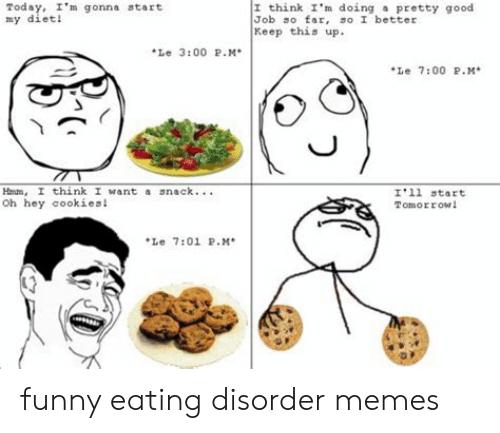 Today, I'm gonna start
my diet!
*Le 3:00 P.M*
I think I'm doing a pretty good
Job so far, so I better
Keep this up.
*Le 7:00 P.M*
Hmm, I think I want a snack...
Oh hey cookies!
*Le 7:01 P.M*
I'll start
Tomorrow!
funny eating disorder memes